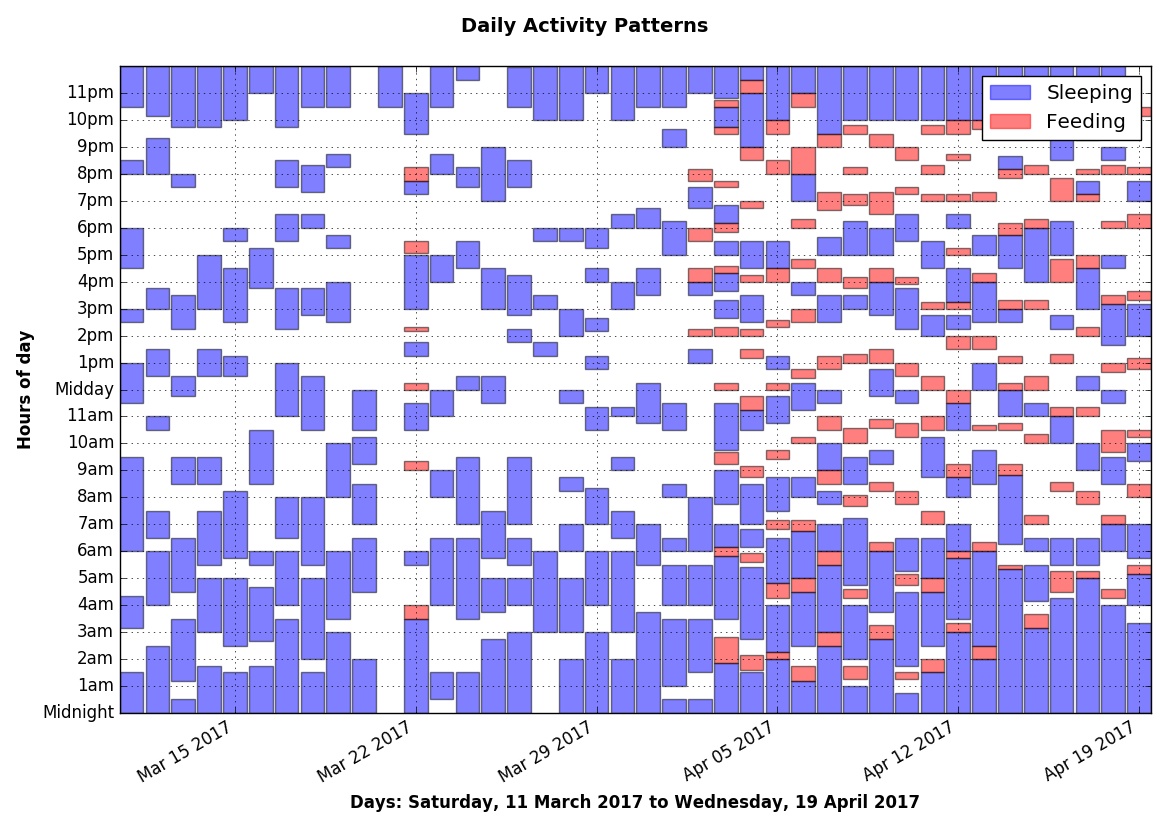 Daily Activity Patterns
Sleeping
Feeding
Hours of day
11pm
10pm
9pm
8pm
7pm
6pm
5pm
4pm
3pm
2pm
1pm
Midday
11am
10am
9am
8am
7am
6am
5am
4am
3am
2am
1am
Midnight
Mar 15 2017
Mar 22 2017
Mar 29 2017
Apr 05 2017
Apr 12 2017
Apr 19 2017
Days: Saturday, 11 March 2017 to Wednesday, 19 April 2017